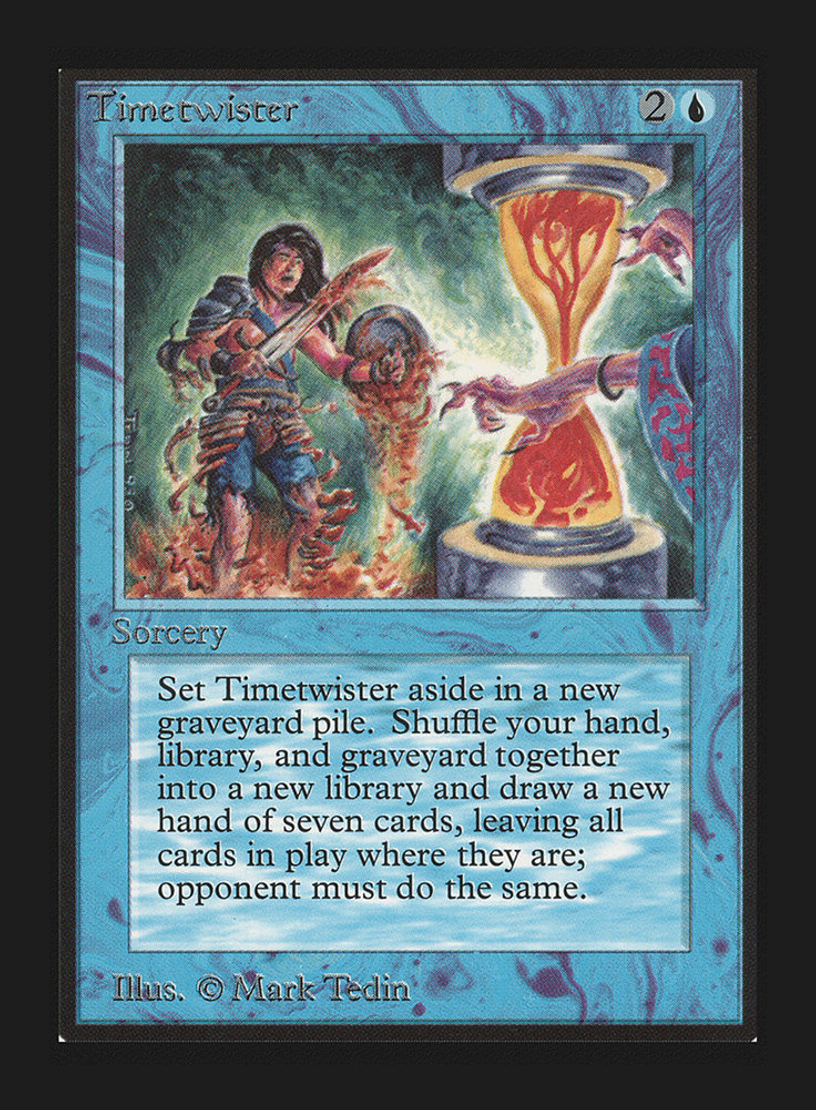 Timetwister 2
Sorcery
Set Timetwister aside in a new
graveyard pile. Shuffle your hand,
library, and graveyard together
into a new library and draw a new
hand of seven cards, leaving all
cards in play where they are;
opponent must do the same.
Illus. © Mark Tedin